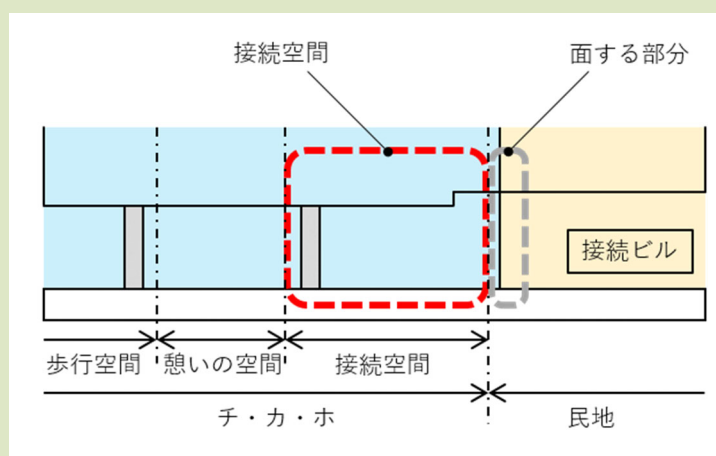 接続空間
面する部分
接続ビル
歩行空間
憩いの空間
接続空間
チ・カ・ホ
民地